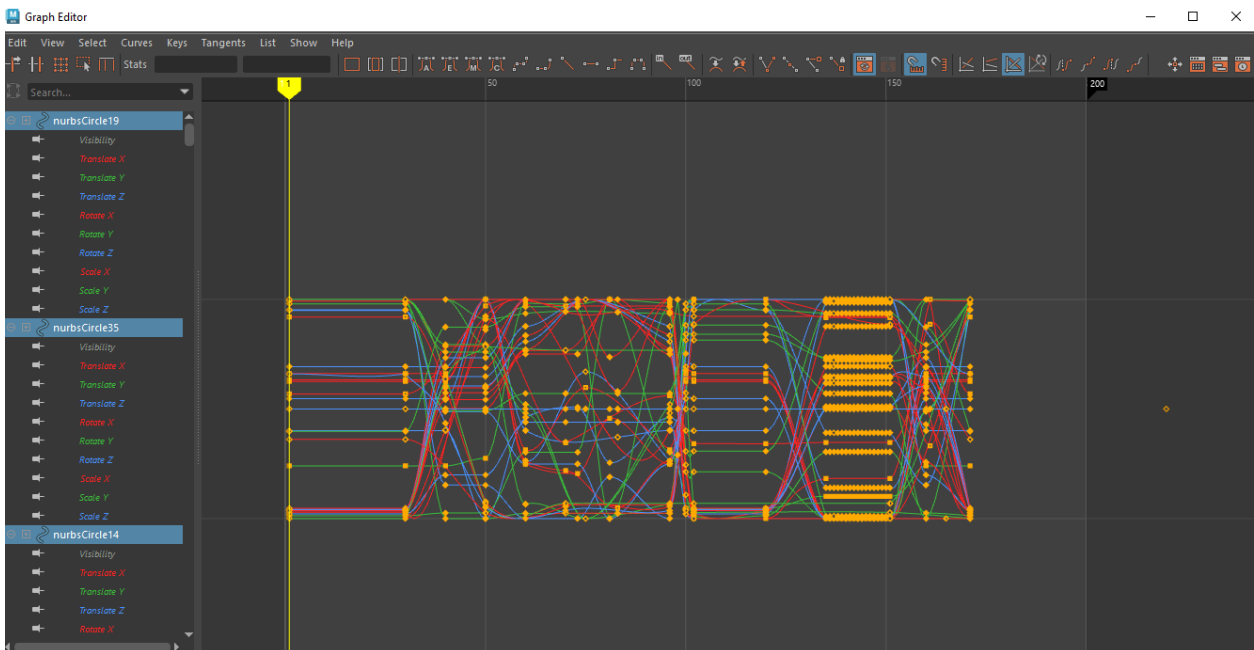 Graph Editor
Edit View Select Curves Keys Tangents List Show Help
Stats
Search...
1
50
100
150
200
nurbsCircle19
Visibility
Translate X
Translate Y
Translate Z
Rotate X
Rotate Y
Rotate Z
Scale X
Scale Y
Scale Z
nurbsCircle35
Visibility
Translate X
Translate Y
Translate Z
Rotate X
Rotate Y
Rotate Z
Scale X
Scale Y
Scale Z
nurbsCircle14
Visibility
Translate X
Translate Y
Translate Z
Rotate X